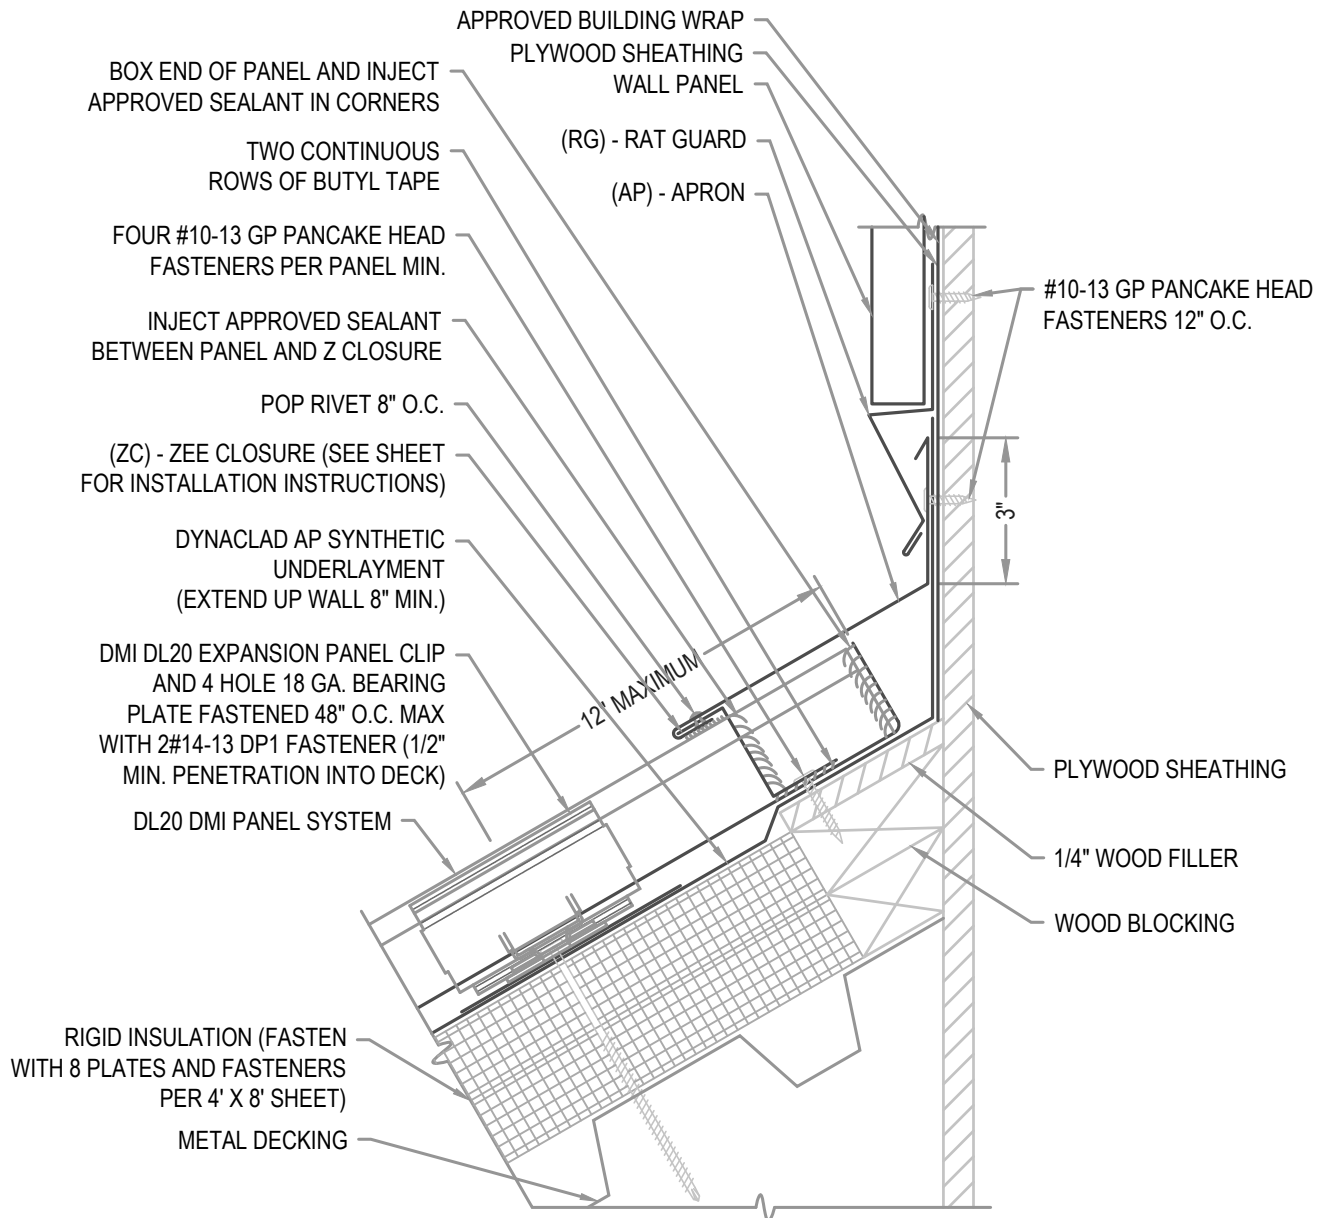 APPROVED BUILDING WRAP
PLYWOOD SHEATHING
WALL PANEL
(RG) - RAT GUARD
(AP) - APRON
BOX END OF PANEL AND INJECT
APPROVED SEALANT IN CORNERS
TWO CONTINUOUS
ROWS OF BUTYL TAPE
FOUR #10-13 GP PANCAKE HEAD
FASTENERS PER PANEL MIN.
INJECT APPROVED SEALANT
BETWEEN PANEL AND Z CLOSURE
POP RIVET 8" O.C.
(ZC) - ZEE CLOSURE (SEE SHEET
FOR INSTALLATION INSTRUCTIONS)
DYNACLAD AP SYNTHETIC
UNDERLAYMENT
(EXTEND UP WALL 8" MIN.)
DMI DL20 EXPANSION PANEL CLIP
AND 4 HOLE 18 GA. BEARING
PLATE FASTENED 48" O.C. MAX
WITH 2#14-13 DP1 FASTENER (1/2"
MIN. PENETRATION INTO DECK)
DL20 DMI PANEL SYSTEM
RIGID INSULATION (FASTEN
WITH 8 PLATES AND FASTENERS
PER 4' X 8' SHEET)
METAL DECKING
12' MAXIMUM
#10-13 GP PANCAKE HEAD
FASTENERS 12" O.C.
3"
PLYWOOD SHEATHING
1/4" WOOD FILLER
WOOD BLOCKING